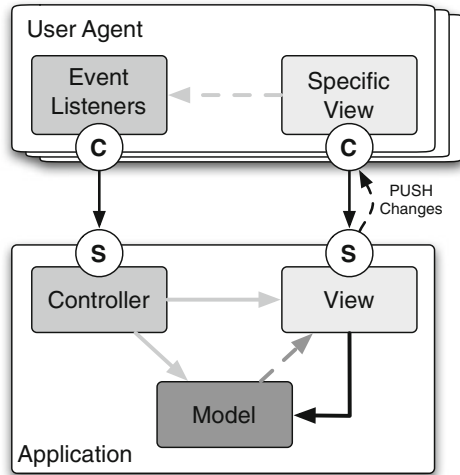 User Agent
Event
Listeners
Specific
View
C
C
PUSH
Changes
S
S
Controller
View
Model
Application